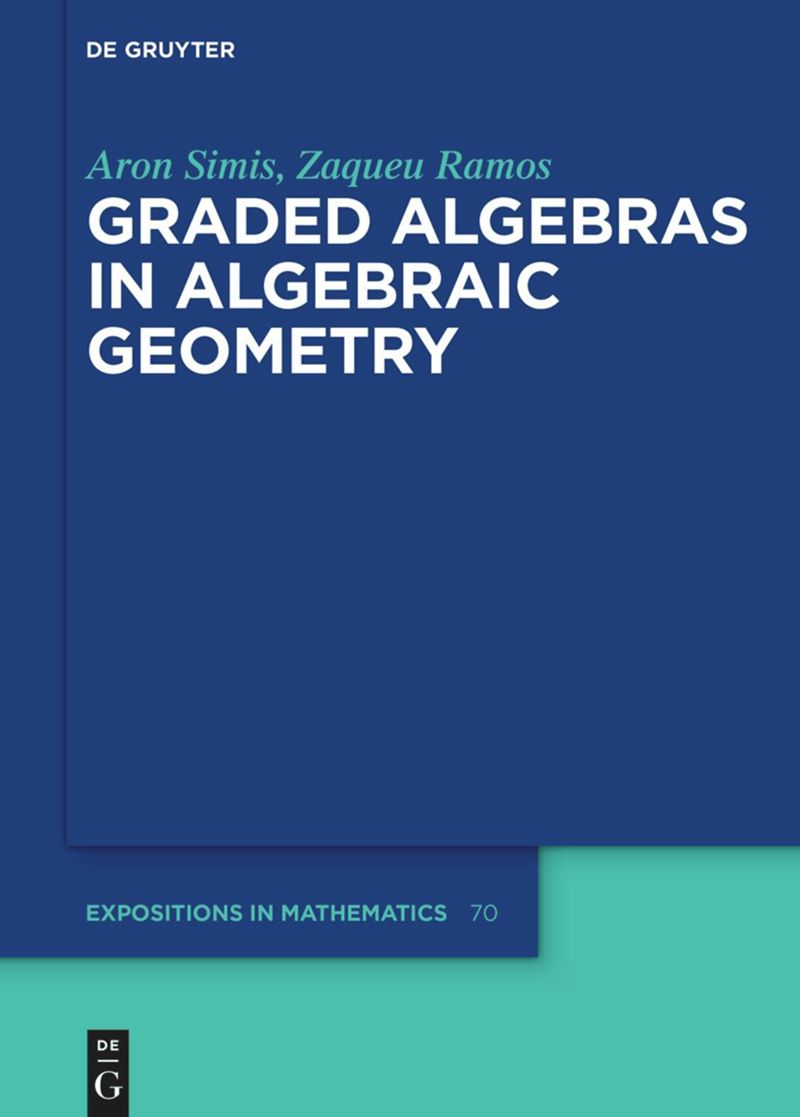 DE GRUYTER
Aron Simis, Zaqueu Ramos
GRADED ALGEBRAS
IN ALGEBRAIC
GEOMETRY
EXPOSITIONS IN MATHEMATICS 70
DE
G